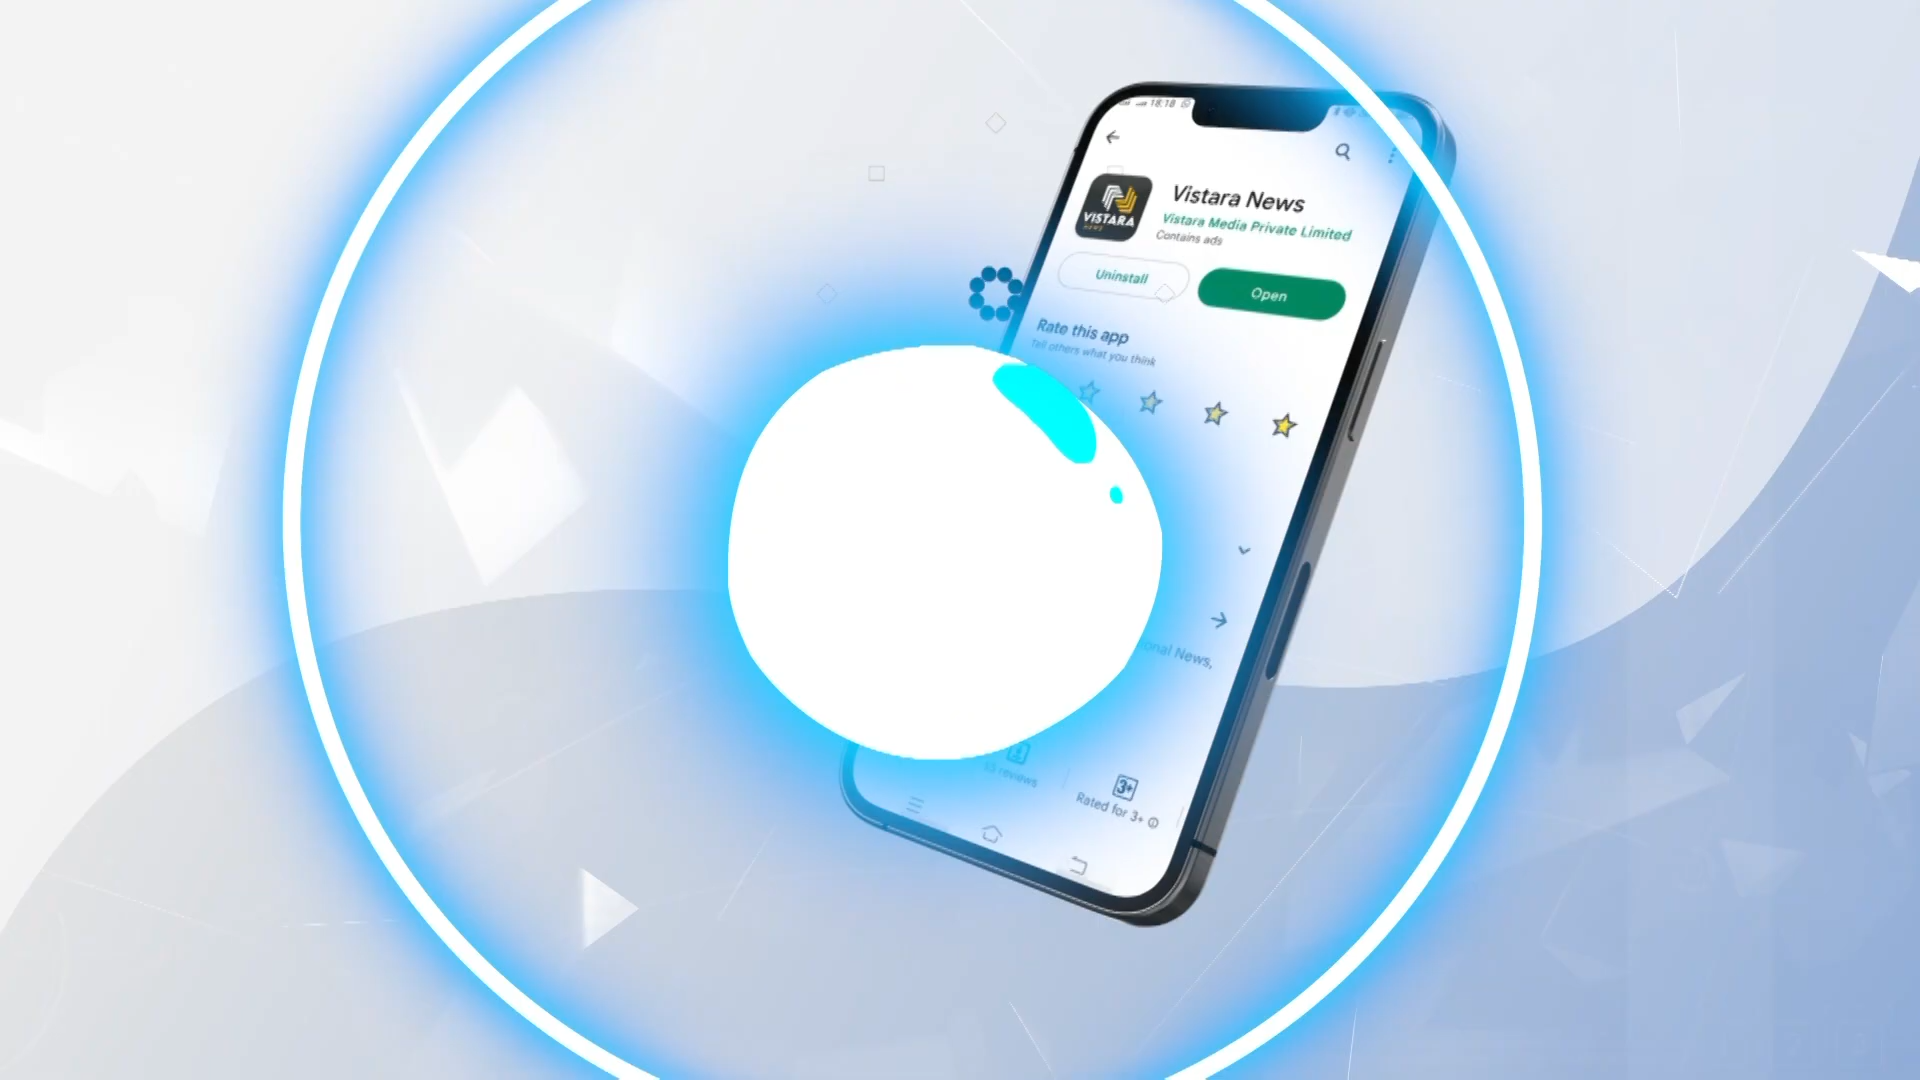 18:18
VISTARA
NEWS
Vistara News
Vistara Media Private Limited
Contains ads
Uninstall
Open
Rate this app
Tell others what you think
onal News,
reviews
3+
Rated for 3+